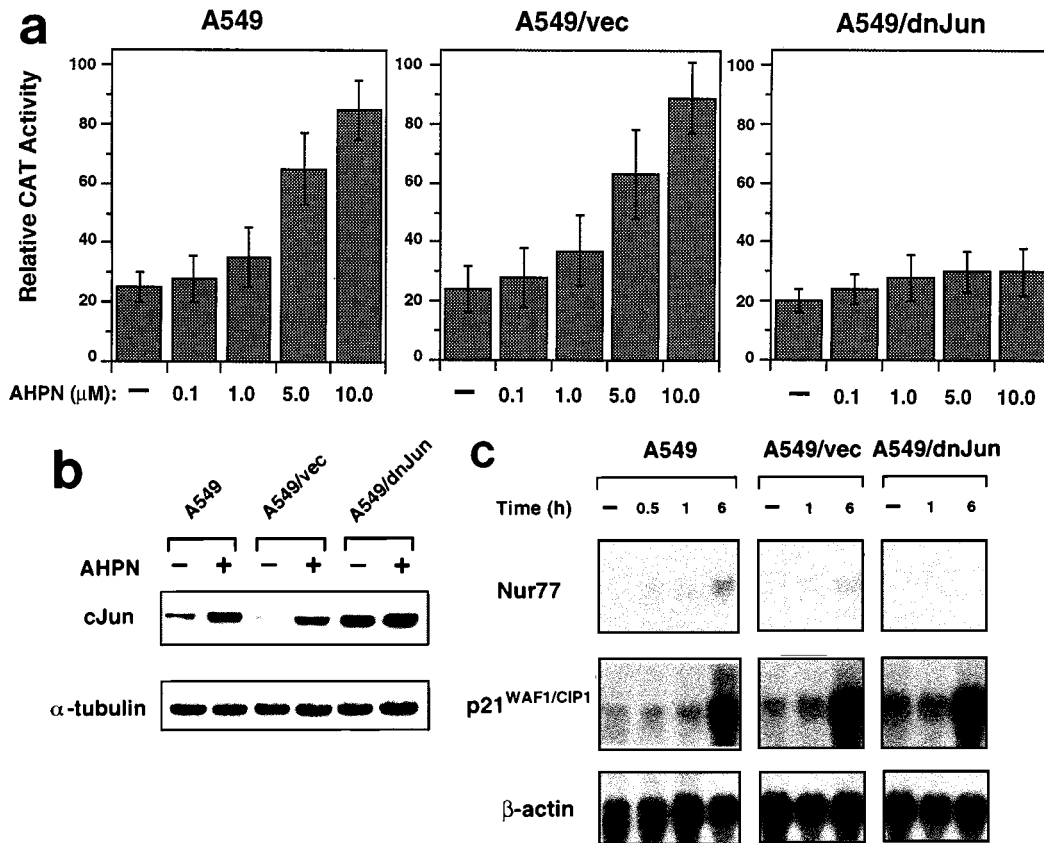 a
A549
A549/vec
A549/dnJun
Relative CAT Activity
100
80
60
40
20
0
100
80
60
40
20
0
100
80
60
40
20
0
AHPN (μM): – 0.1 1.0 5.0 10.0
– 0.1 1.0 5.0 10.0
– 0.1 1.0 5.0 10.0
b
A549
A549/vec
A549/dnJun
AHPN – + – + – +
cJun
α-tubulin
c
A549
A549/vec
A549/dnJun
Time (h) – 0.5 1 6 – 1 6 – 1 6
Nur77
p21WAF1/CIP1
β-actin